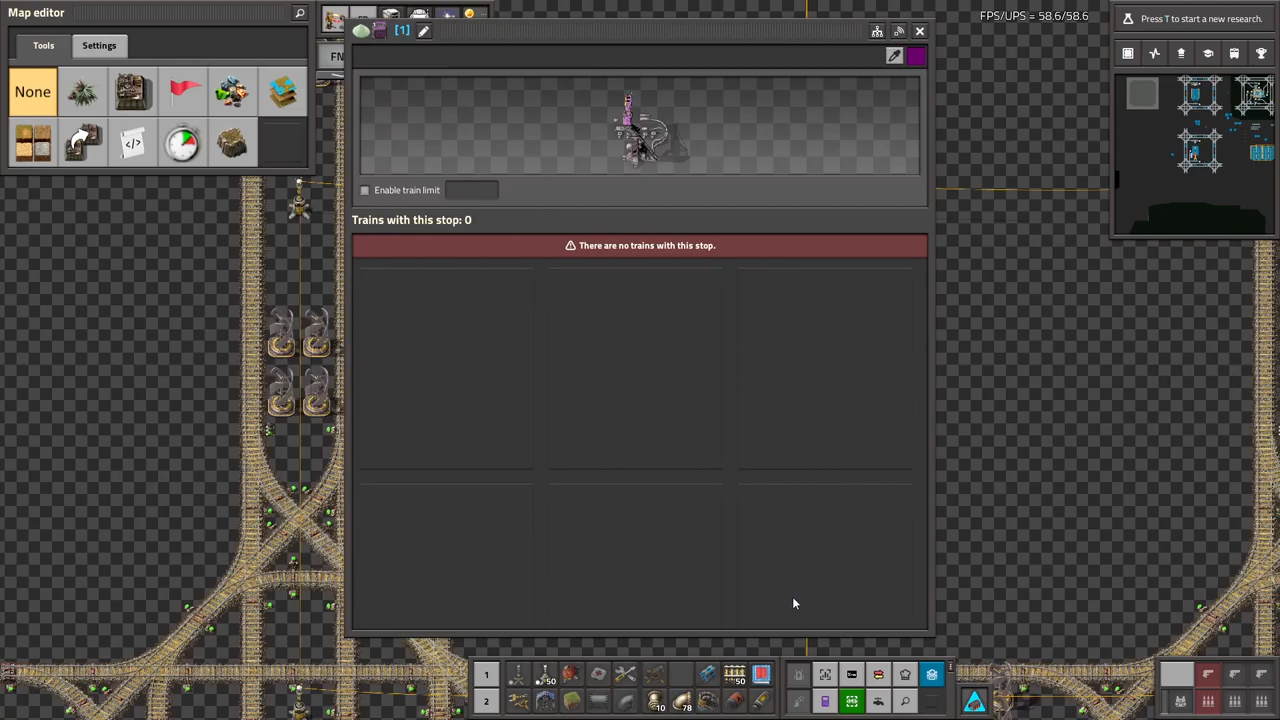 Map editor
Tools
Settings
None
FN
[1]
Enable train limit
Trains with this stop: 0
There are no trains with this stop.
FPS/UPS = 58.6/58.6
Press T to start a new research.
1
50
50
2
10
78